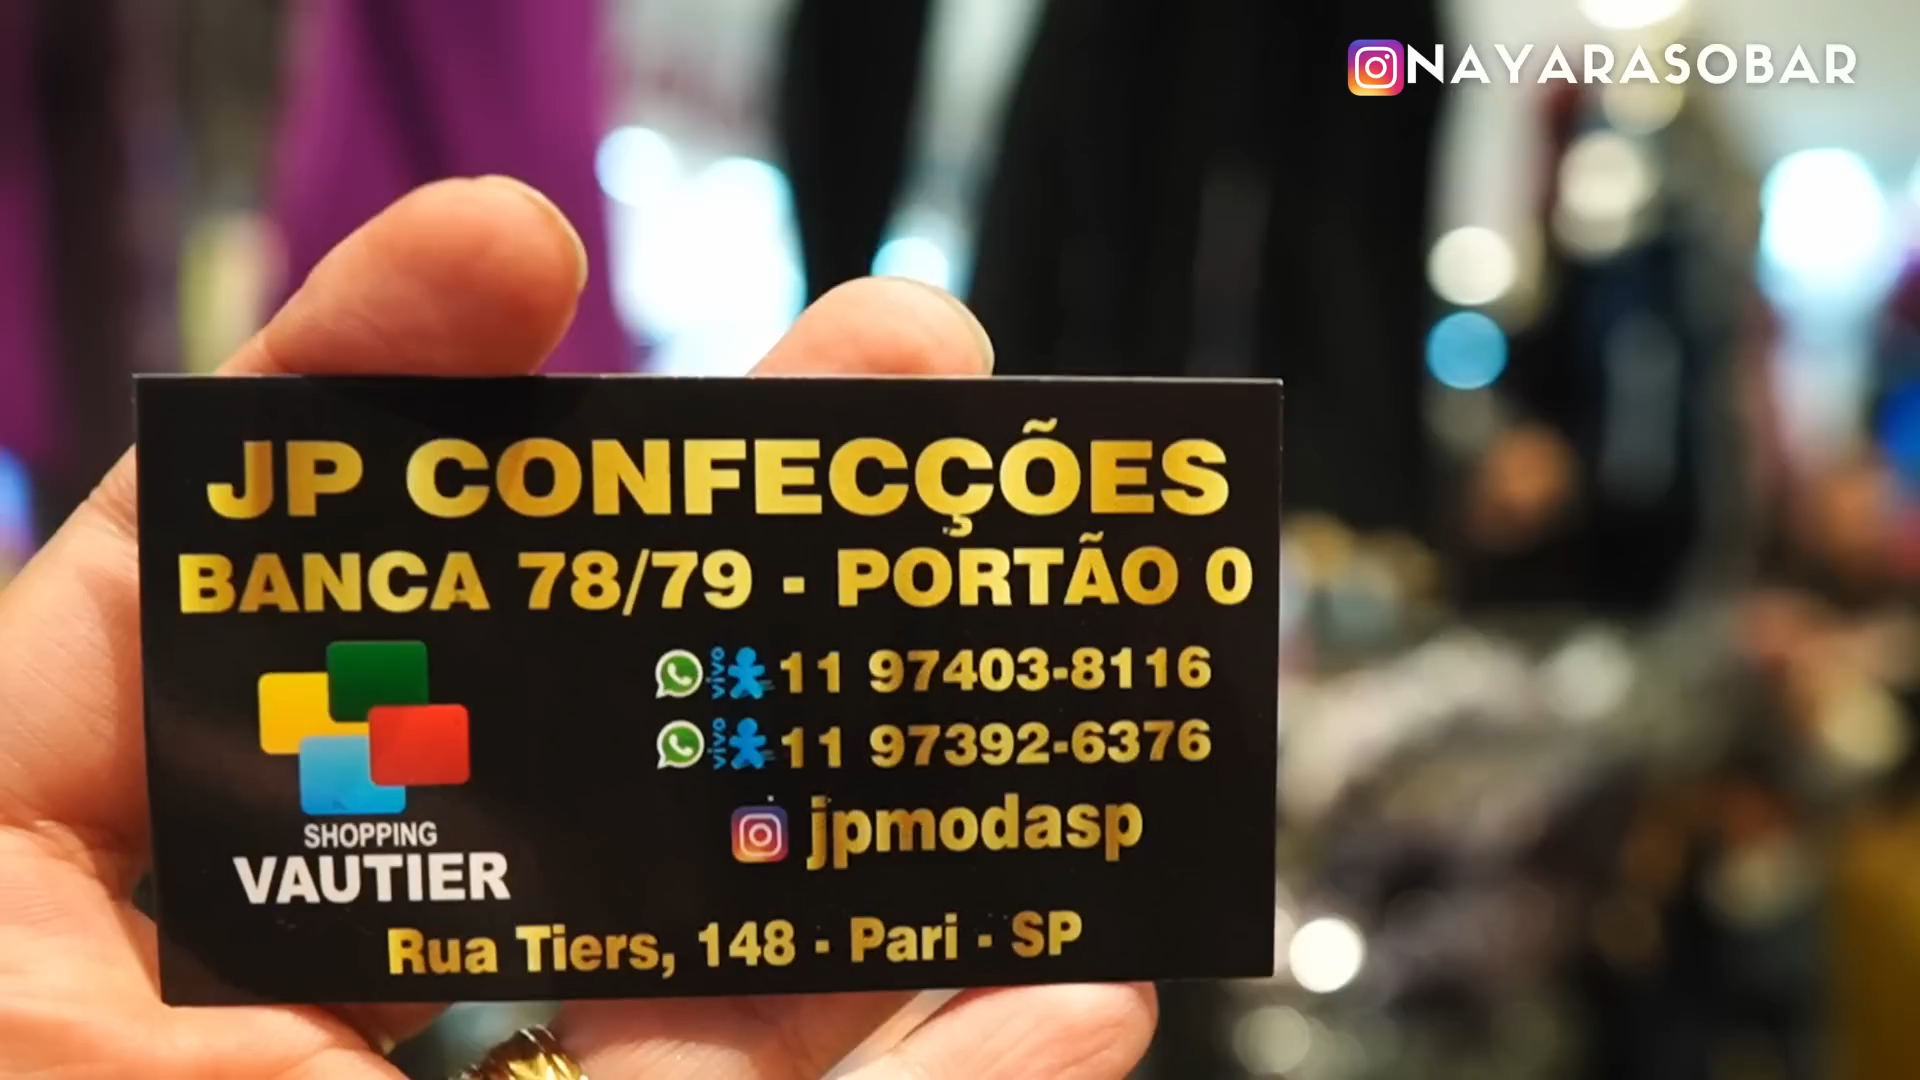 NAYARASOBAR
JP CONFECÇÕES
BANCA 78/79 - PORTÃO 0
vivo 11 97403-8116
vivo 11 97392-6376
jpmodasp
SHOPPING
VAUTIER
Rua Tiers, 148 - Pari - SP